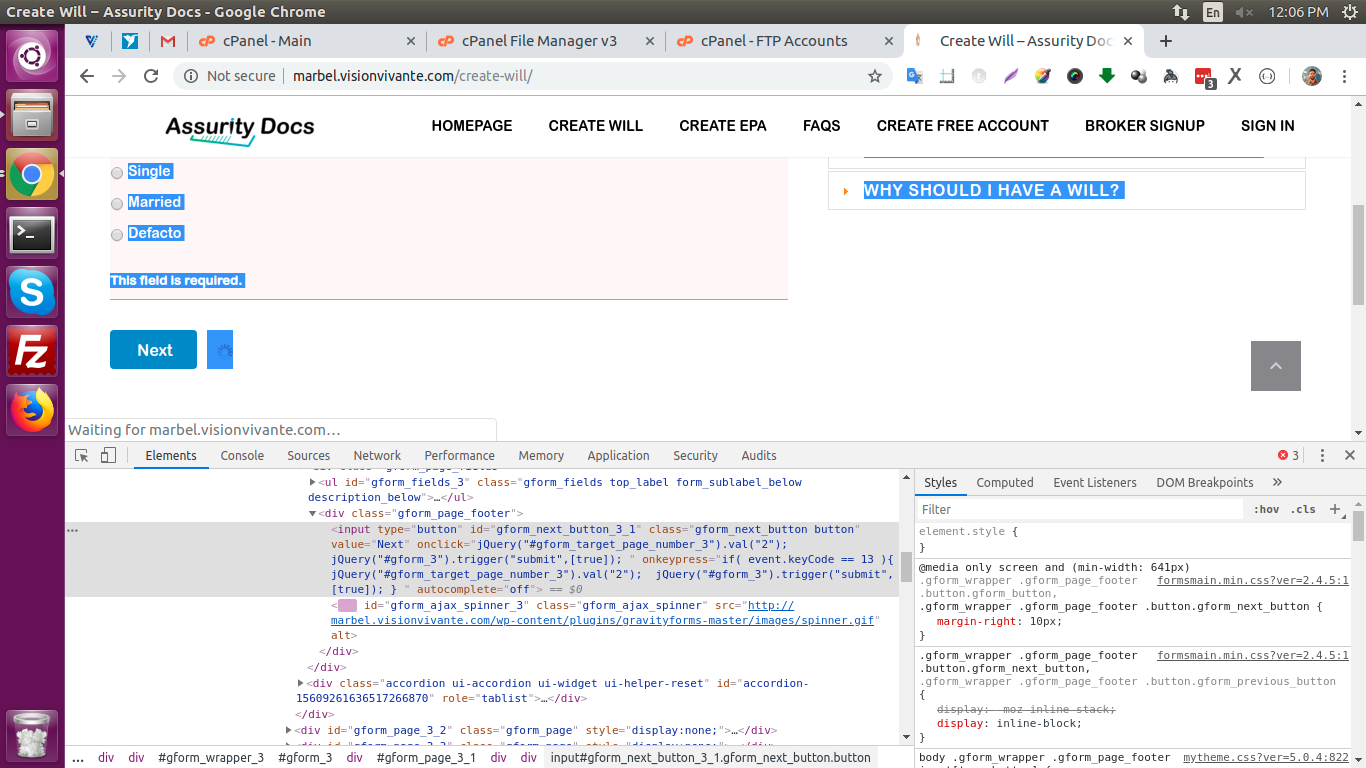 Create Will – Assurity Docs - Google Chrome
En
12:06 PM
cPanel - Main
cPanel File Manager v3
cPanel - FTP Accounts
Create Will – Assurity Doc
Not secure
marbel.visionvivante.com/create-will/
3
Assurity Docs
HOMEPAGE
CREATE WILL
CREATE EPA
FAQS
CREATE FREE ACCOUNT
BROKER SIGNUP
SIGN IN
Single
Married
Defacto
This field is required.
WHY SHOULD I HAVE A WILL?
Next
Waiting for marbel.visionvivante.com…
Elements
Console
Sources
Network
Performance
Memory
Application
Security
Audits
3
<ul id="gform_fields_3" class="gform_fields top_label form_sublabel_below
description_below">…</ul>
<div class="gform_page_footer">
<input type="button" id="gform_next_button_3_1" class="gform_next_button button"
value="Next" onclick="jQuery("#gform_target_page_number_3").val("2");
jQuery("#gform_3").trigger("submit",[true]); " onkeypress="if( event.keyCode == 13 ){
jQuery("#gform_target_page_number_3").val("2"); jQuery("#gform_3").trigger("submit",
[true]); } " autocomplete="off"> == $0
< id="gform_ajax_spinner_3" class="gform_ajax_spinner" src="http://
marbel.visionvivante.com/wp-content/plugins/gravityforms-master/images/spinner.gif"
alt>
</div>
</div>
<div class="accordion ui-accordion ui-widget ui-helper-reset" id="accordion-
15609261636517266870" role="tablist">…</div>
</div>
<div id="gform_page_3_2" class="gform_page" style="display:none;">…</div>
<div id="gform_page_3_3" class="gform_page" style="display:none;">…</div>
... div div #gform_wrapper_3 #gform_3 div #gform_page_3_1 div div input#gform_next_button_3_1.gform_next_button.button
Styles
Computed
Event Listeners
DOM Breakpoints
»
Filter
:hov .cls +
element.style {
}
@media only screen and (min-width: 641px)
.gform_wrapper .gform_page_footer formsmain.min.css?ver=2.4.5:1
.button.gform_button,
.gform_wrapper .gform_page_footer .button.gform_next_button {
margin-right: 10px;
}
.gform_wrapper .gform_page_footer formsmain.min.css?ver=2.4.5:1
.button.gform_next_button,
.gform_wrapper .gform_page_footer .button.gform_previous_button
{
display: -moz-inline-stack;
display: inline-block;
}
body .gform_wrapper .gform_page_footer mytheme.css?ver=5.0.4:822